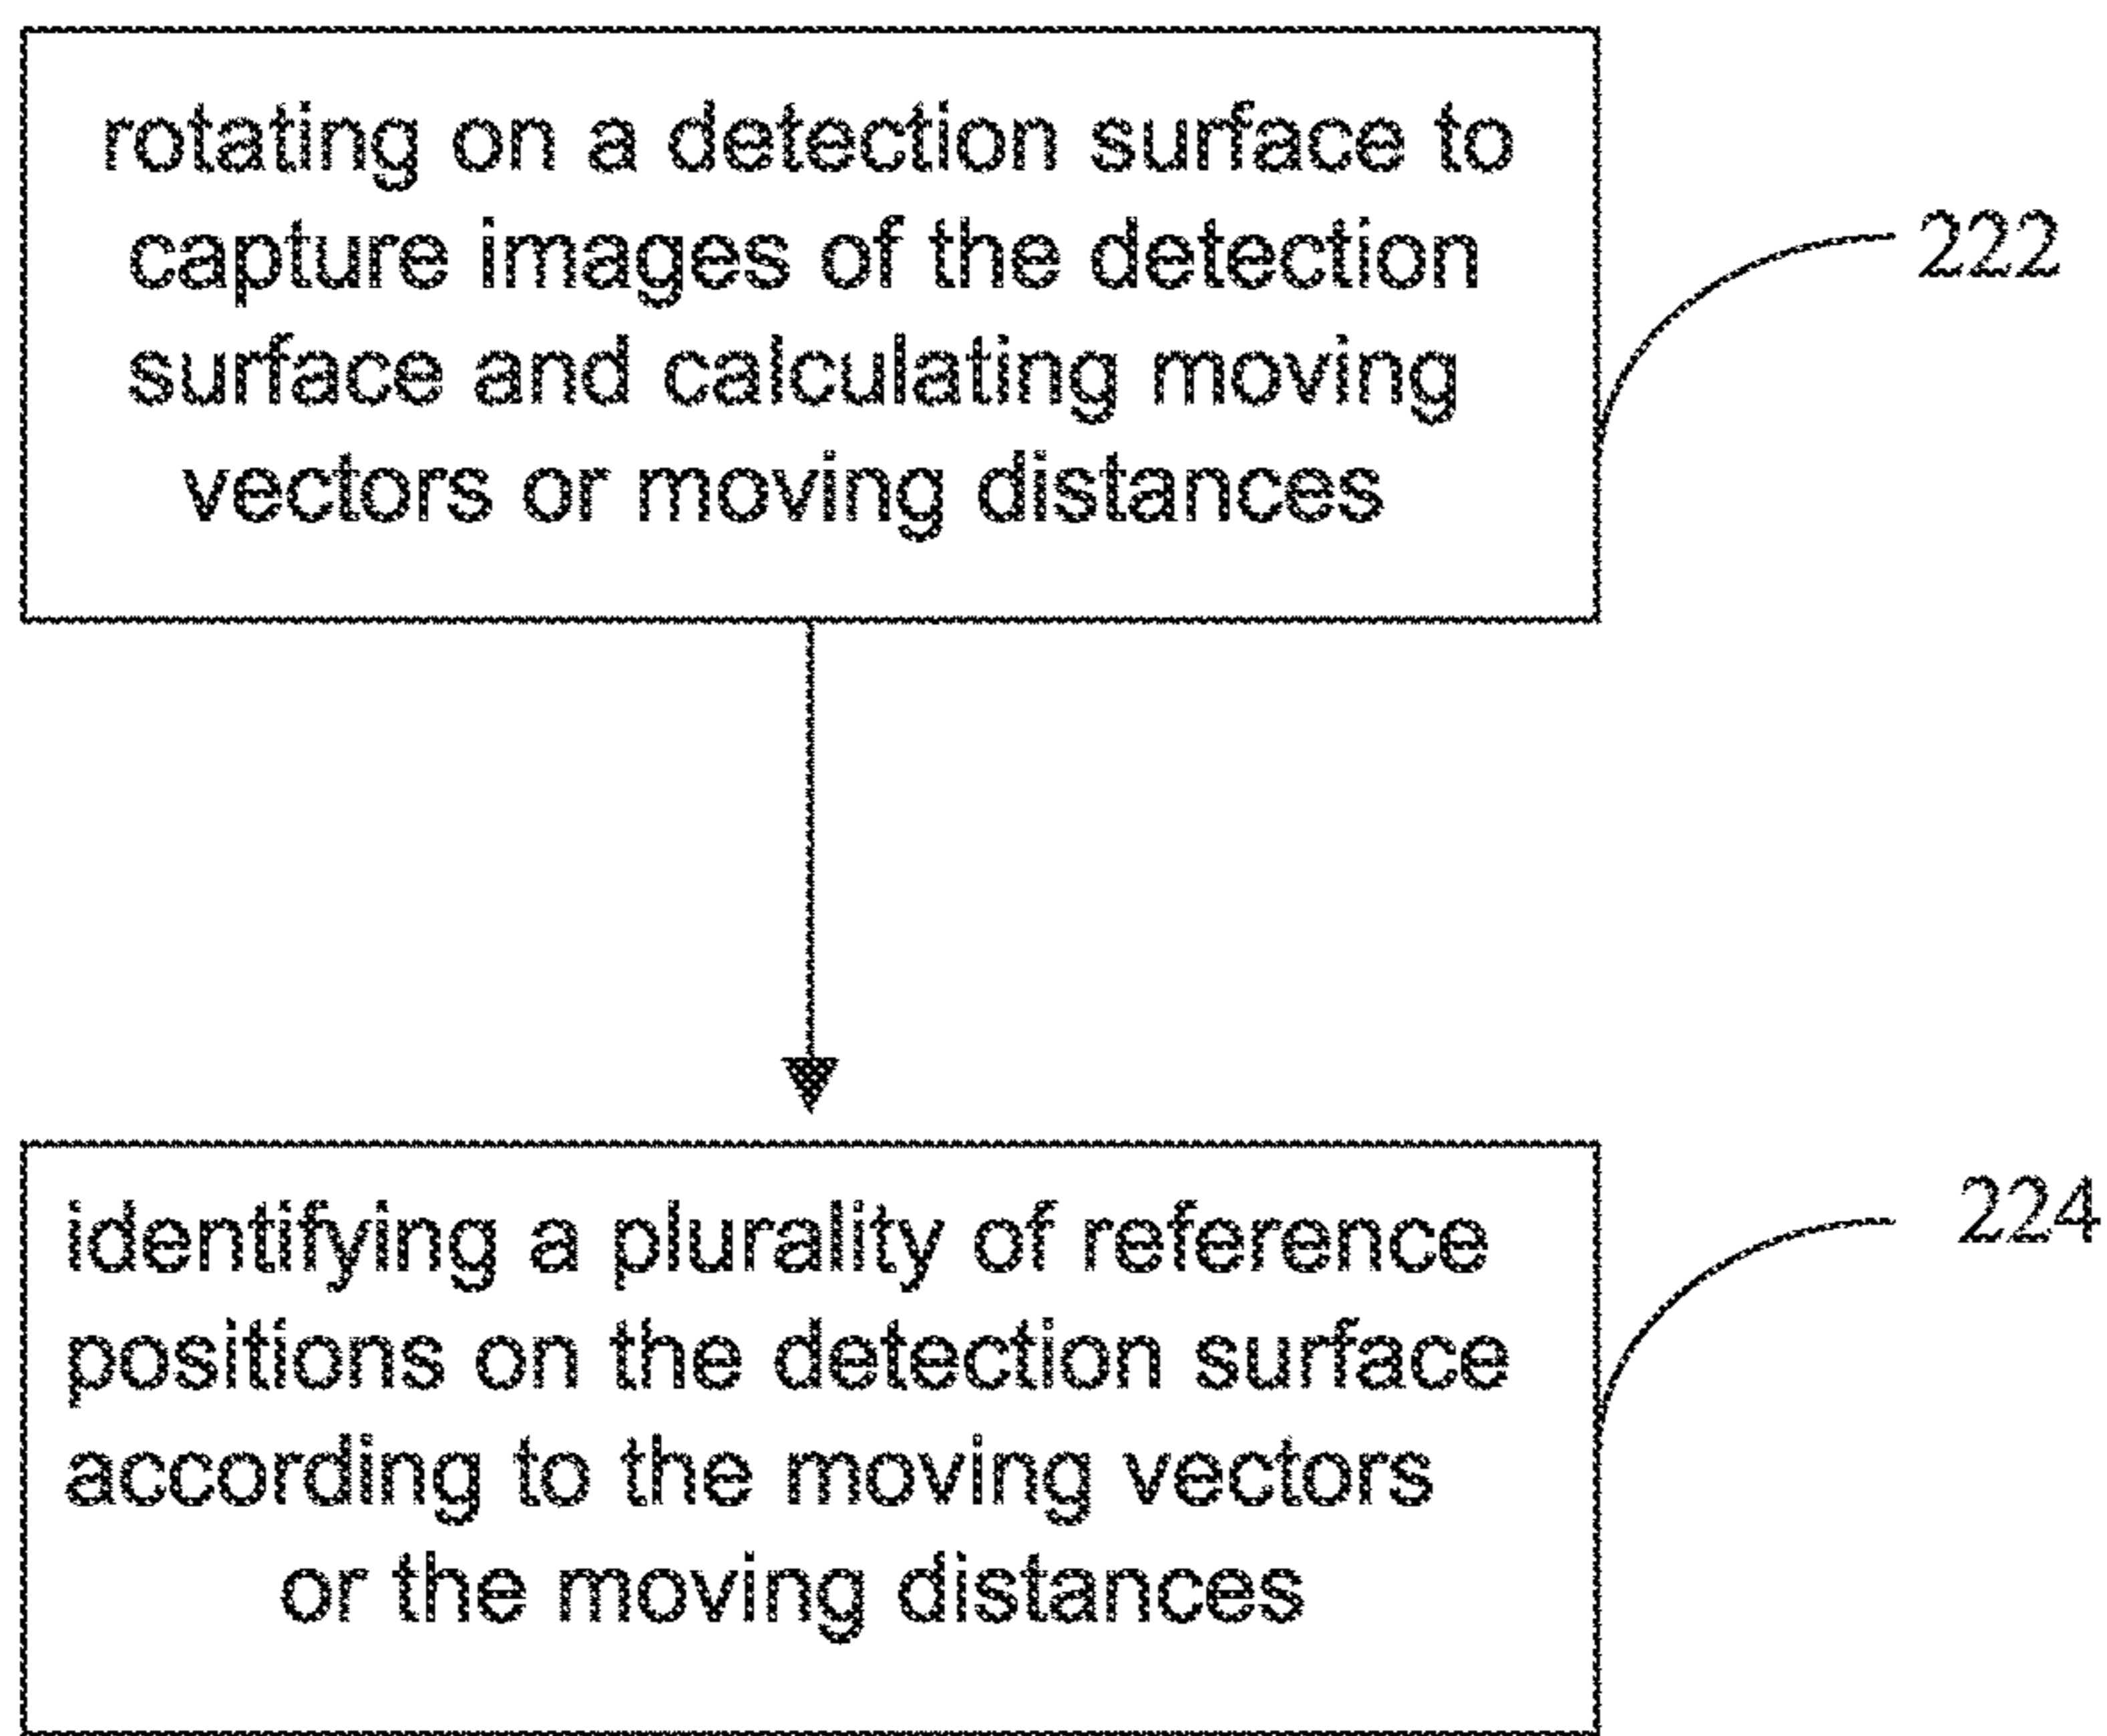 rotating on a detection surface to
capture images of the detection
surface and calculating moving
vectors or moving distances
222
identifying a plurality of reference
positions on the detection surface
according to the moving vectors
or the moving distances
224